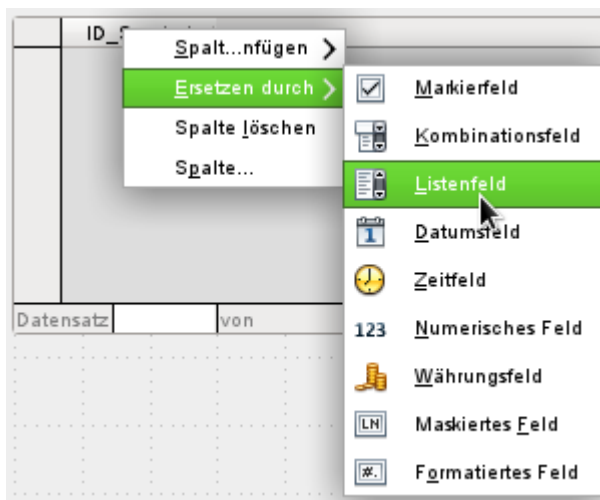 ID_S
Spalt...nfügen
Ersetzen durch
Spalte löschen
Spalte...
Markierfeld
Kombinationsfeld
Listenfeld
Datumsfeld
Zeitfeld
123 Numerisches Feld
Währungsfeld
LN Maskiertes Feld
#. Formatiertes Feld
Datensatz von
1